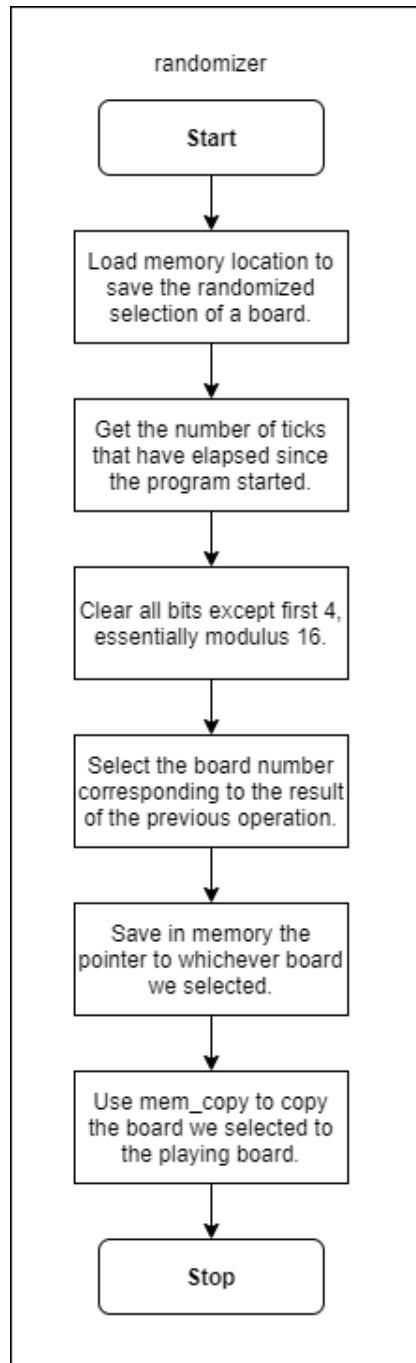 randomizer
Start
Load memory location to
save the randomized
selection of a board.
Get the number of ticks
that have elapsed since
the program started.
Clear all bits except first 4,
essentially modulus 16.
Select the board number
corresponding to the result
of the previous operation.
Save in memory the
pointer to whichever board
we selected.
Use mem_copy to copy
the board we selected to
the playing board.
Stop